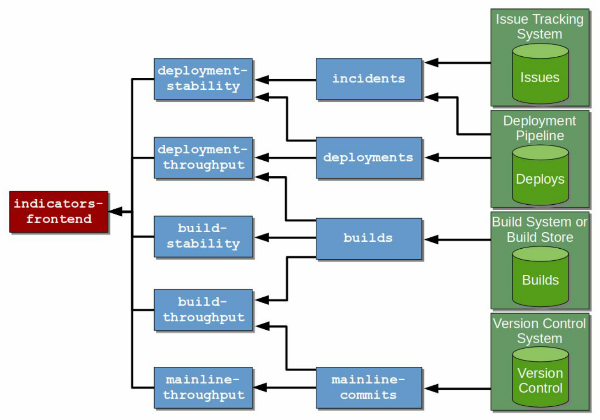 Issue Tracking
System
Issues
deployment-
stability
incidents
Deployment
Pipeline
Deploys
deployment-
throughput
deployments
indicators-
frontend
build-
stability
builds
Build System or
Build Store
Builds
build-
throughput
Version Control
System
Version
Control
mainline-
throughput
mainline-
commits